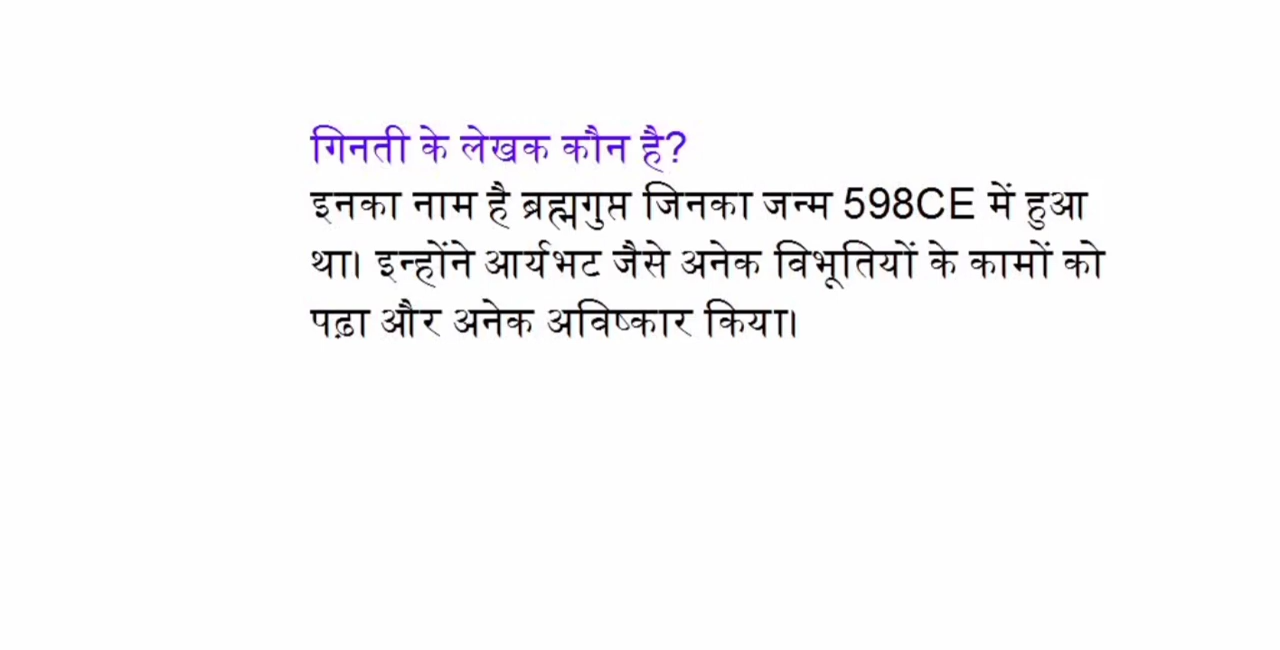 गिनती के लेखक कौन है?
इनका नाम है ब्रह्मगुप्त जिनका जन्म 598CE में हुआ
था। इन्होंने आर्यभट जैसे अनेक विभूतियों के कामों को
पढ़ा और अनेक अविष्कार किया।